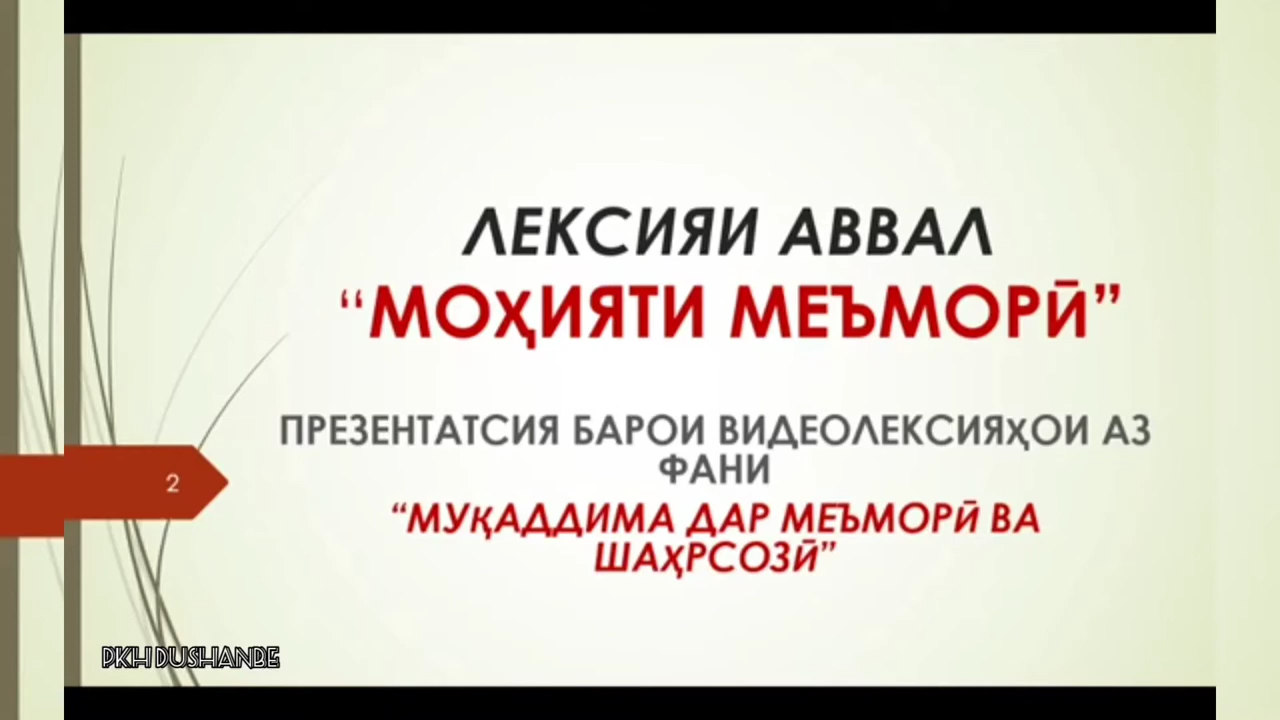 ЛЕКСИЯИ АВВАЛ
“МОҲИЯТИ МЕЪМОРӢ”
ПРЕЗЕНТАТСИЯ БАРОИ ВИДЕОЛЕКСИЯҲОИ АЗ
ФАНИ
“МУҚАДДИМА ДАР МЕЪМОРӢ ВА
ШАҲРСОЗӢ”
2
PKH DUSHANBE